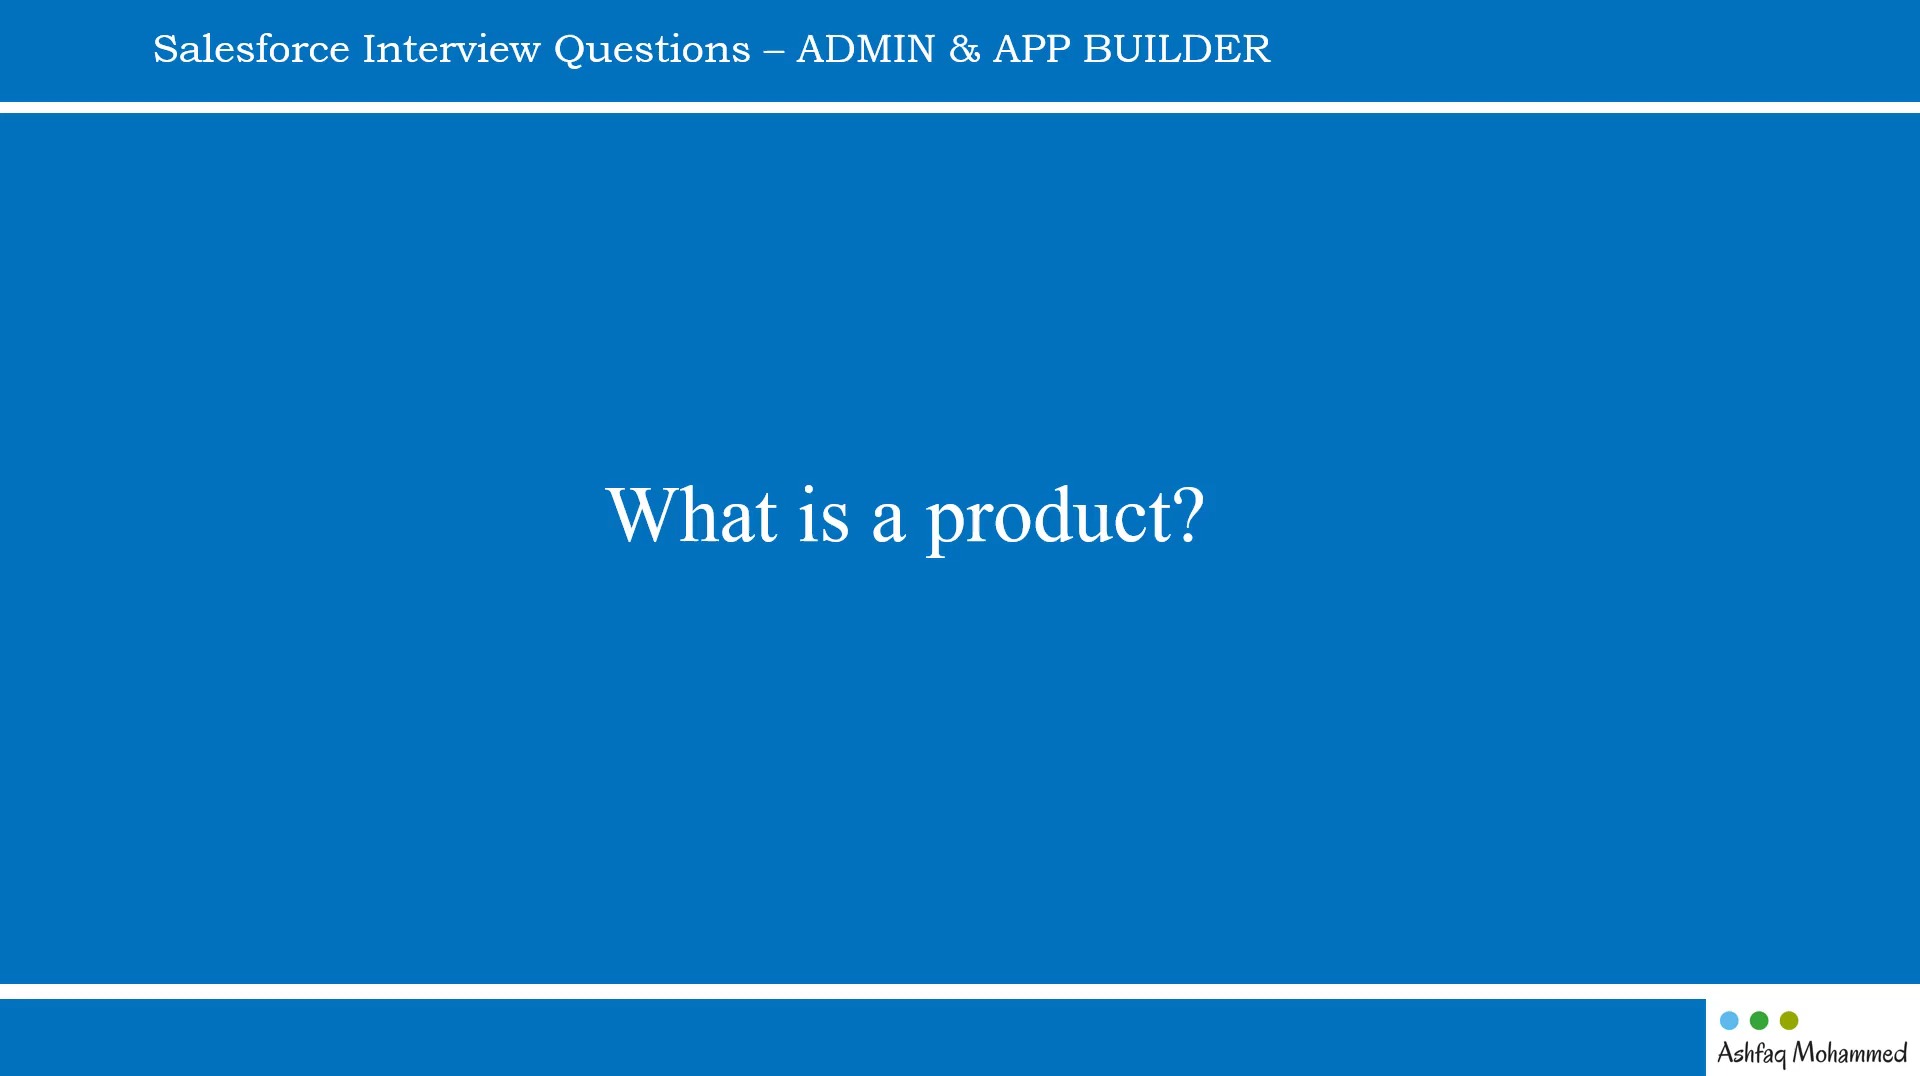 Salesforce Interview Questions – ADMIN & APP BUILDER
What is a product?
Ashfaq Mohammed